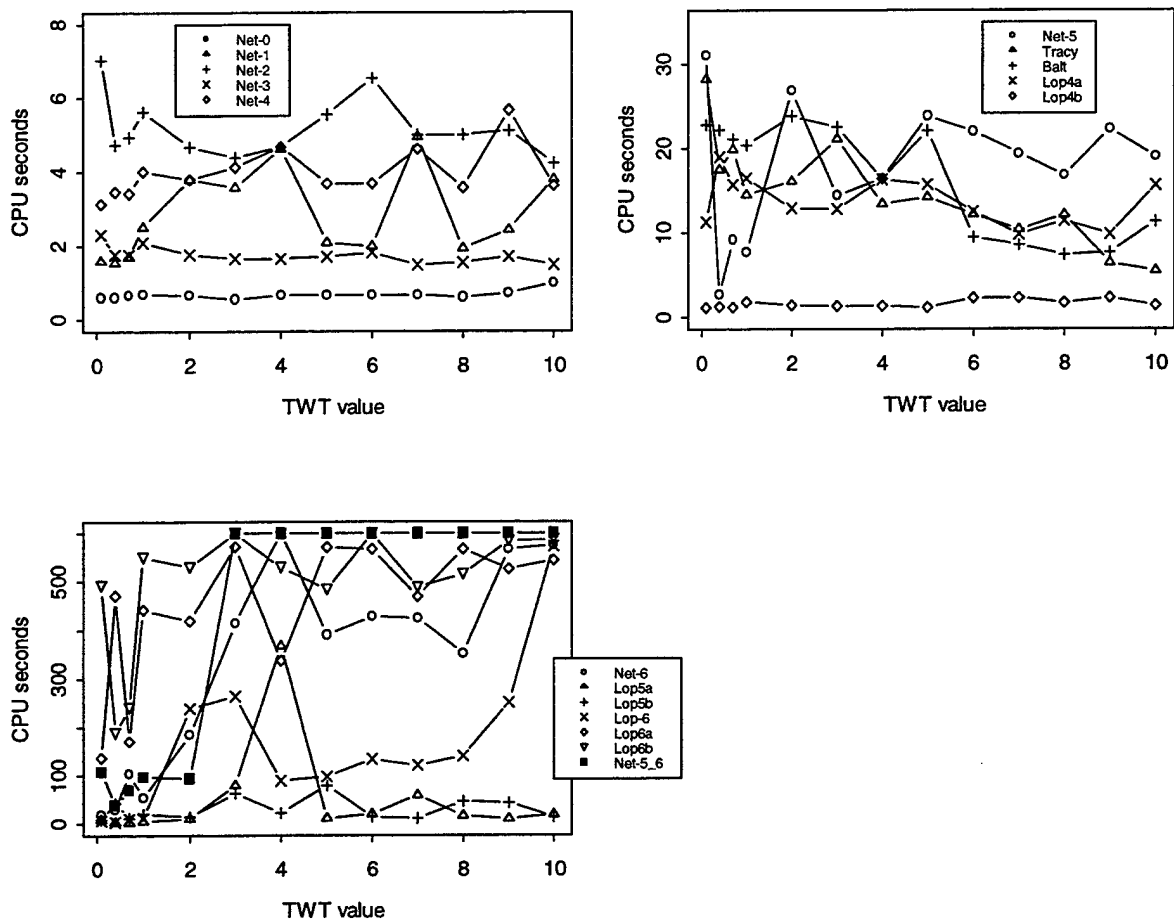 8
6
4
2
0
CPU seconds
Net-0
Net-1
Net-2
Net-3
Net-4
0 2 4 6 8 10
TWT value
30
20
10
0
CPU seconds
Net-5
Tracy
Balt
Lop4a
Lop4b
0 2 4 6 8 10
TWT value
500
300
100
0
CPU seconds
Net-6
Lop5a
Lop5b
Lop-6
Lop6a
Lop6b
Net-5_6
0 2 4 6 8 10
TWT value